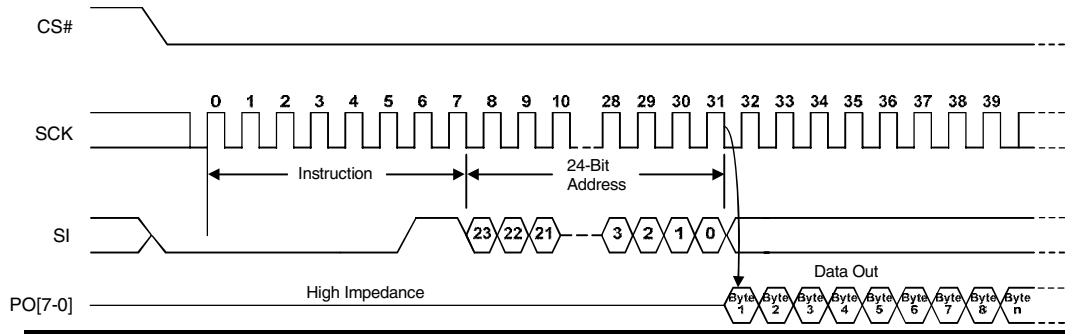 CS#
0 1 2 3 4 5 6 7 8 9 10 28 29 30 31 32 33 34 35 36 37 38 39
SCK
Instruction
24-Bit
Address
SI
23 22 21 3 2 1 0
Data Out
High Impedance
PO[7-0]
Byte 1 Byte 2 Byte 3 Byte 4 Byte 5 Byte 6 Byte 7 Byte 8 Byte n